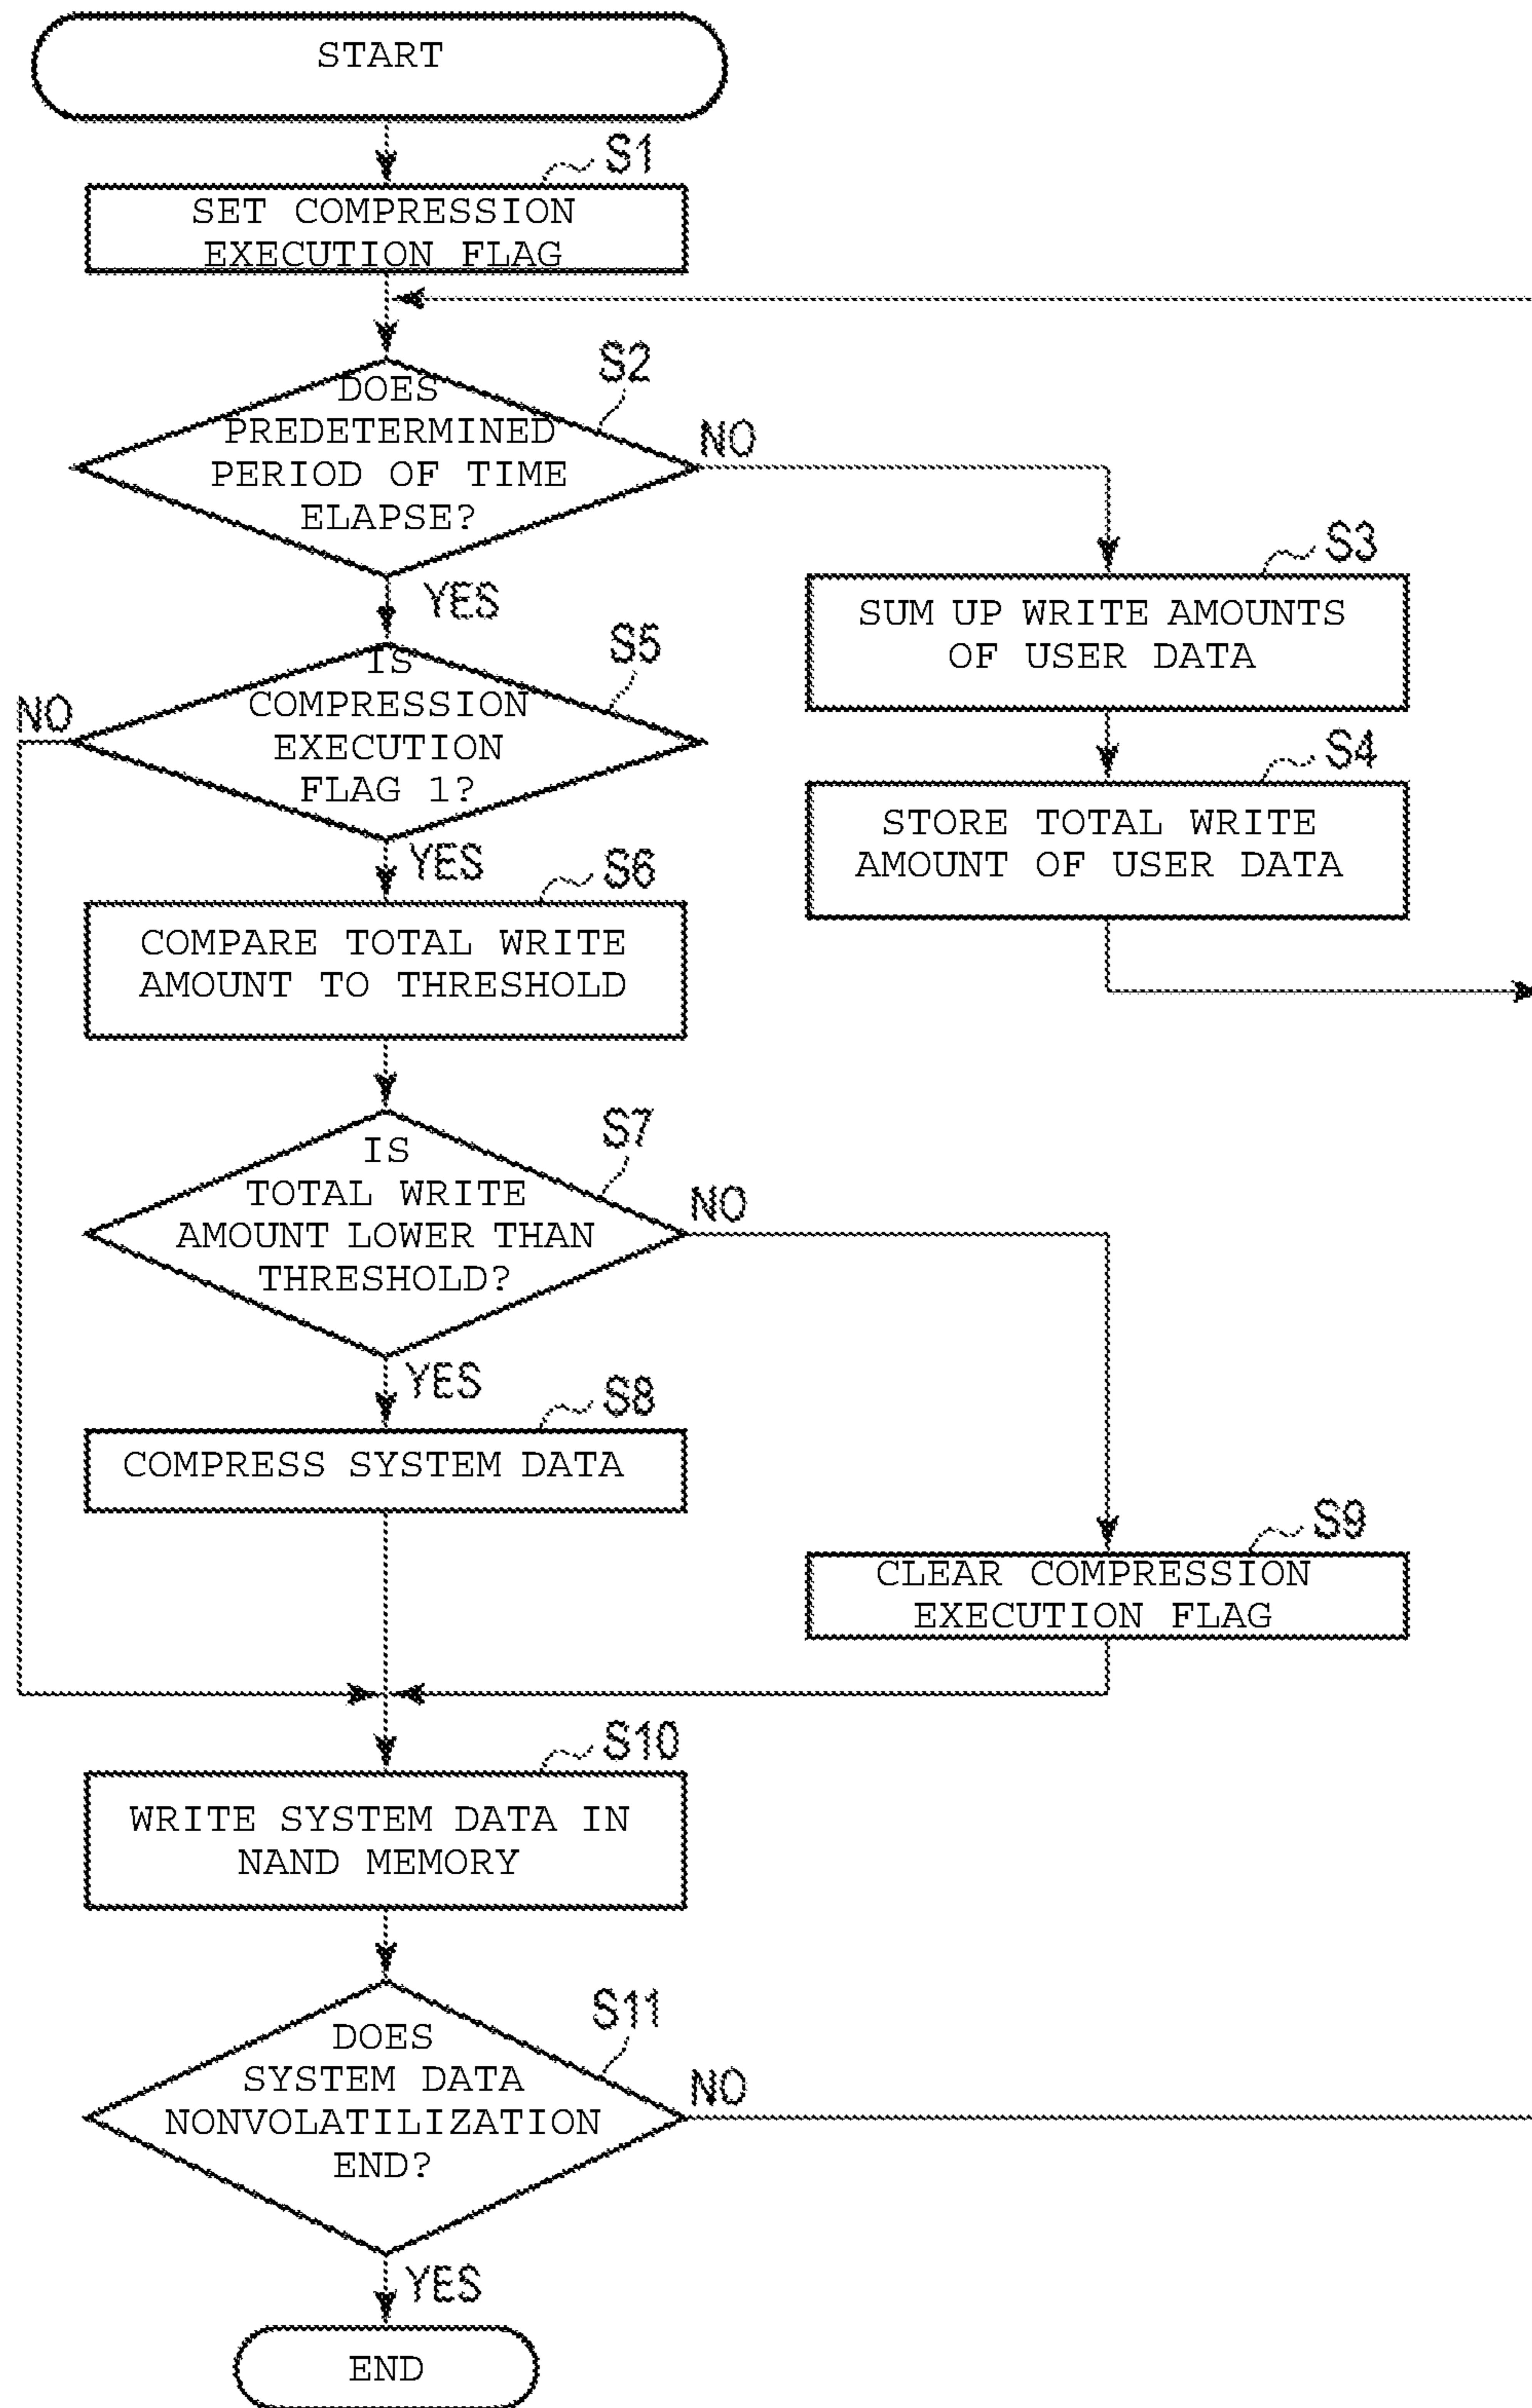 START
S1
SET COMPRESSION
EXECUTION FLAG
S2
DOES
PREDETERMINED
PERIOD OF TIME
ELAPSE?
NO
YES
S3
SUM UP WRITE AMOUNTS
OF USER DATA
S4
STORE TOTAL WRITE
AMOUNT OF USER DATA
S5
IS
COMPRESSION
EXECUTION
FLAG 1?
NO
YES
S6
COMPARE TOTAL WRITE
AMOUNT TO THRESHOLD
S7
IS
TOTAL WRITE
AMOUNT LOWER THAN
THRESHOLD?
NO
YES
S8
COMPRESS SYSTEM DATA
S9
CLEAR COMPRESSION
EXECUTION FLAG
S10
WRITE SYSTEM DATA IN
NAND MEMORY
S11
DOES
SYSTEM DATA
NONVOLATILIZATION
END?
NO
YES
END